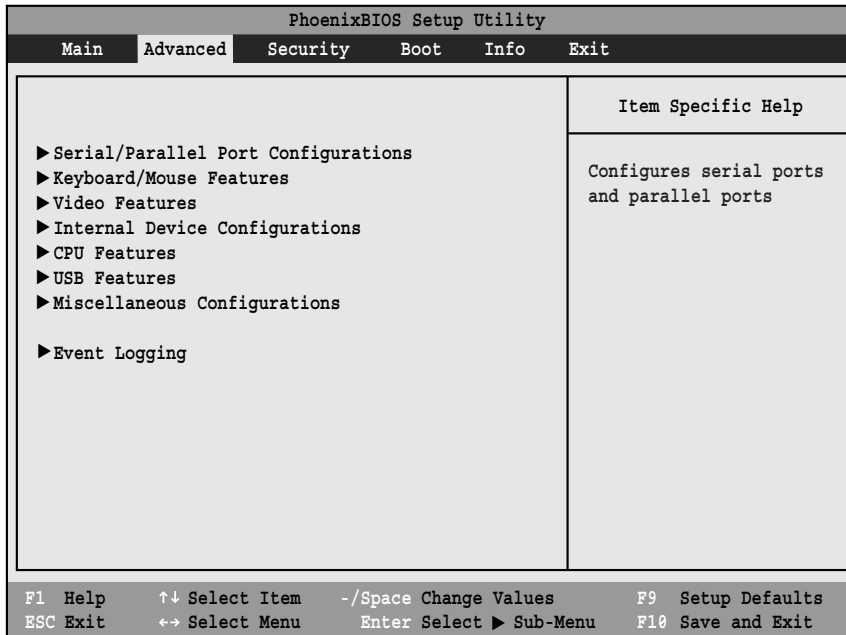 PhoenixBIOS Setup Utility
Main Advanced Security Boot Info Exit
Item Specific Help
▶Serial/Parallel Port Configurations
▶Keyboard/Mouse Features
▶Video Features
▶Internal Device Configurations
▶CPU Features
▶USB Features
▶Miscellaneous Configurations
▶Event Logging
Configures serial ports
and parallel ports
F1 Help ↑↓ Select Item -/Space Change Values F9 Setup Defaults
ESC Exit ←→ Select Menu Enter Select ▶ Sub-Menu F10 Save and Exit